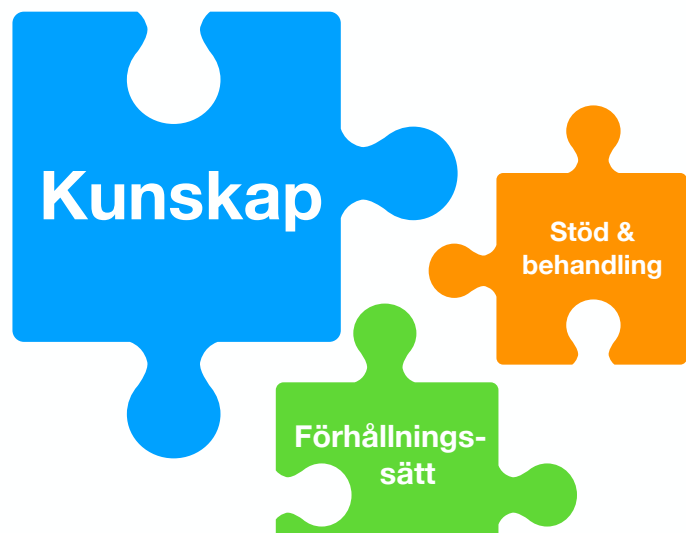 Kunskap
Stöd &
behandling
Förhållnings-
sätt